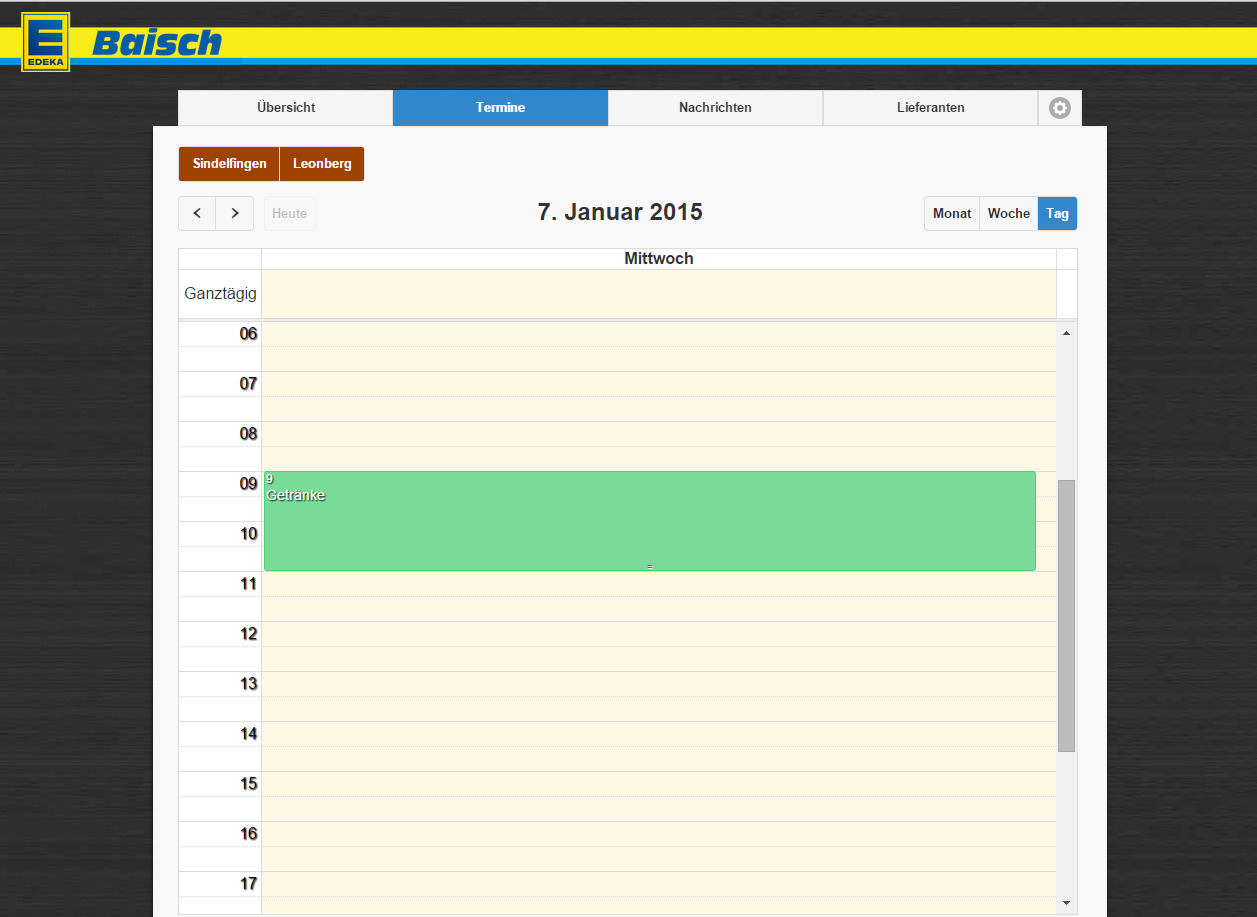 EDEKA
Baisch
Übersicht Termine Nachrichten Lieferanten
Sindelfingen Leonberg
< > Heute 7. Januar 2015 Monat Woche Tag
Mittwoch
Ganztägig
06
07
08
09
9
Getränke
10
11
12
13
14
15
16
17